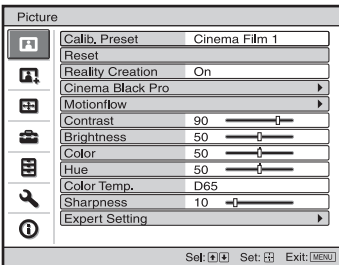 Picture
Calib. Preset Cinema Film 1
Reset
Reality Creation On
Cinema Black Pro
Motionflow
Contrast 90
Brightness 50
Color 50
Hue 50
Color Temp. D65
Sharpness 10
Expert Setting
Sel: Set: Exit: MENU